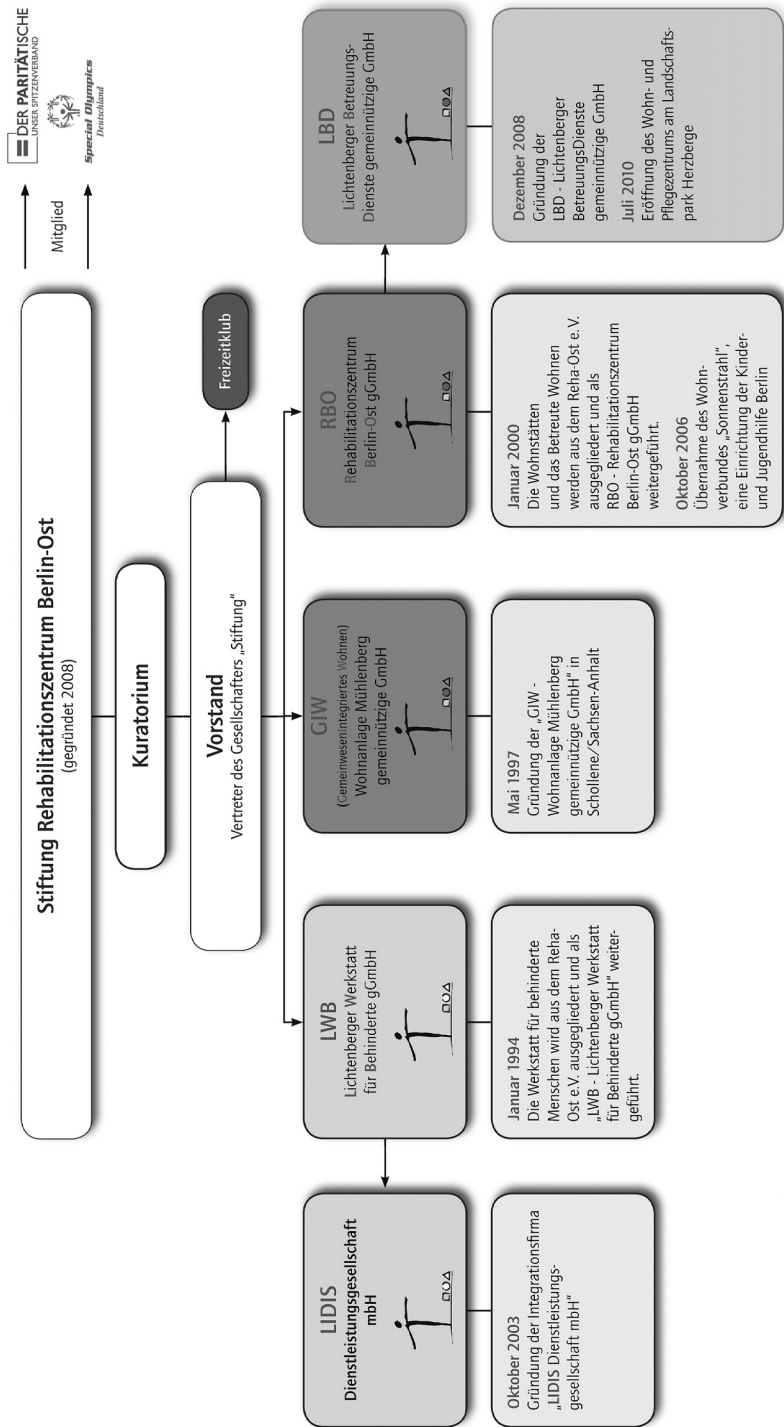 Stiftung Rehabilitationszentrum Berlin-Ost
(gegründet 2008)
Mitglied
DER PARITÄTISCHE
UNSER SPITZENVERBAND
Special Olympics
Deutschland
Kuratorium
Vorstand
Vertreter des Gesellschafters „Stiftung“
Freizeitklub
LIDIS
Dienstleistungsgesellschaft
mbH
LWB
Lichtenberger Werkstatt
für Behinderte gGmbH
GIW
(GemeinwesenIntegriertes Wohnen)
Wohnanlage Mühlenberg
gemeinnützige GmbH
RBO
Rehabilitationszentrum
Berlin-Ost gGmbH
LBD
Lichtenberger Betreuungs-
Dienste gemeinnützige GmbH
Oktober 2003
Gründung der Integrationsfirma
„LIDIS Dienstleistungs-
gesellschaft mbH“
Januar 1994
Die Werkstatt für behinderte
Menschen wird aus dem Reha-
Ost e.V. ausgegliedert und als
„LWB - Lichtenberger Werkstatt
für Behinderte gGmbH“ weiter-
geführt.
Mai 1997
Gründung der „GIW -
Wohnanlage Mühlenberg
gemeinnützige GmbH“ in
Schollene/Sachsen-Anhalt
Januar 2000
Die Wohnstätten
und das Betreute Wohnen
werden aus dem Reha-Ost e. V.
ausgegliedert und als
RBO - Rehabilitationszentrum
Berlin-Ost gGmbH
weitergeführt.
Oktober 2006
Übernahme des Wohn-
verbundes „Sonnenstrahl“,
eine Einrichtung der Kinder-
und Jugendhilfe Berlin
Dezember 2008
Gründung der
LBD - Lichtenberger
BetreuungsDienste
gemeinnützige GmbH
Juli 2010
Eröffnung des Wohn- und
Pflegezentrums am Landschafts-
park Herzberge